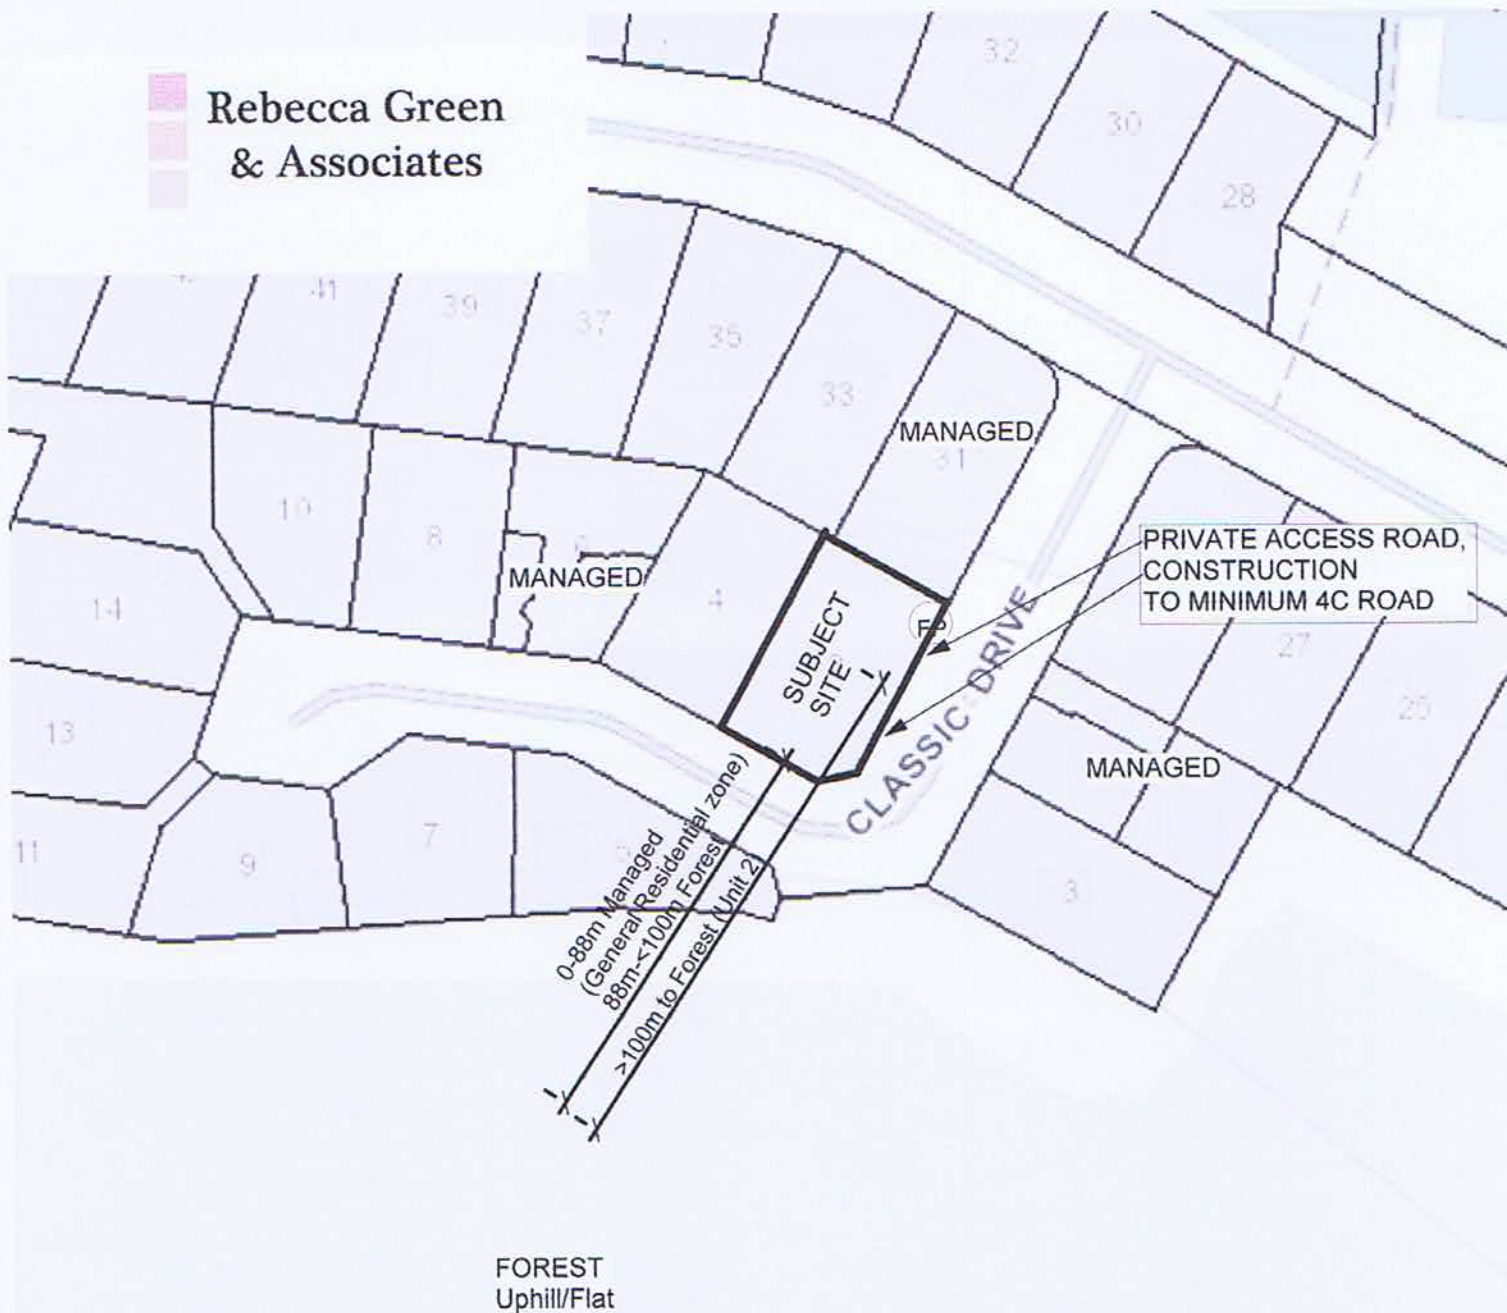 Rebecca Green
& Associates
32
30
28
41
39
37
35
33
MANAGED
31
10
8
MANAGED
4
SUBJECT
SITE
PRIVATE ACCESS ROAD,
CONSTRUCTION
TO MINIMUM 4C ROAD
CLASSIC DRIVE
14
27
25
13
MANAGED
11
9
7
3
0-88m Managed
(General Residential zone)
88m-<100m Forest
>100m to Forest (Unit 2)
FOREST
Uphill/Flat